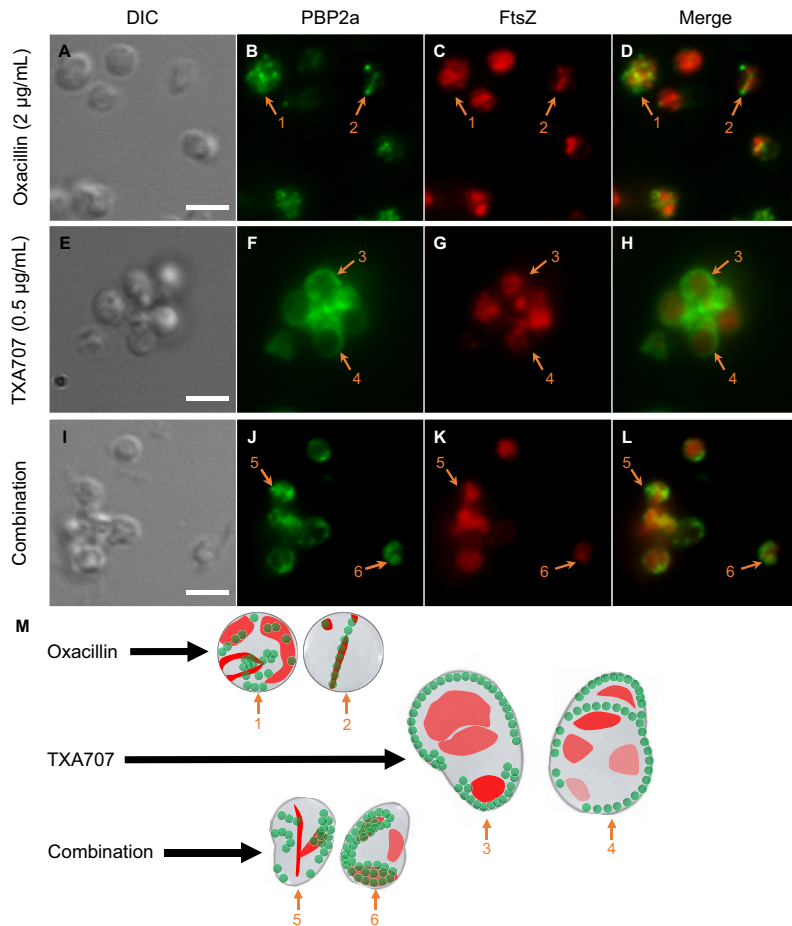 DIC PBP2a FtsZ Merge
Oxacillin (2 µg/mL)
A B C D
1 2 1 2 1 2
TXA707 (0.5 µg/mL)
E F G H
3 3 3
4 4 4
Combination
I J K L
5 5 5
6 6 6
M
Oxacillin
1 2
TXA707
3 4
Combination
5 6